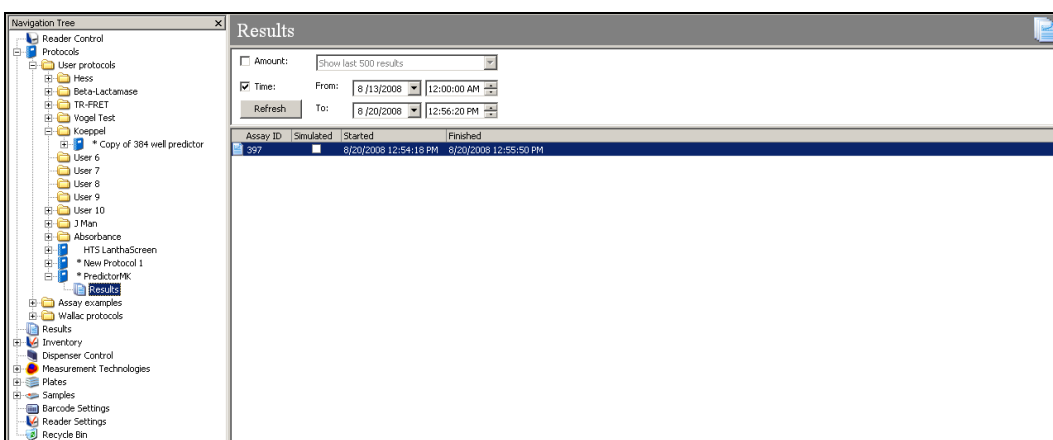 Navigation Tree
Reader Control
Protocols
User protocols
Hess
Beta-Lactamase
TR-FRET
Vogel Test
Koeppel
* Copy of 384 well predictor
User 6
User 7
User 8
User 9
User 10
J Man
Absorbance
HTS LanthaScreen
* New Protocol 1
* PredictorMK
Results
Assay examples
Wallac protocols
Results
Inventory
Dispenser Control
Measurement Technologies
Plates
Samples
Barcode Settings
Reader Settings
Recycle Bin
Results
Amount: Show last 500 results
Time: From: 8/13/2008 12:00:00 AM
Refresh To: 8/20/2008 12:56:20 PM
Assay ID Simulated Started Finished
397 8/20/2008 12:54:18 PM 8/20/2008 12:55:50 PM